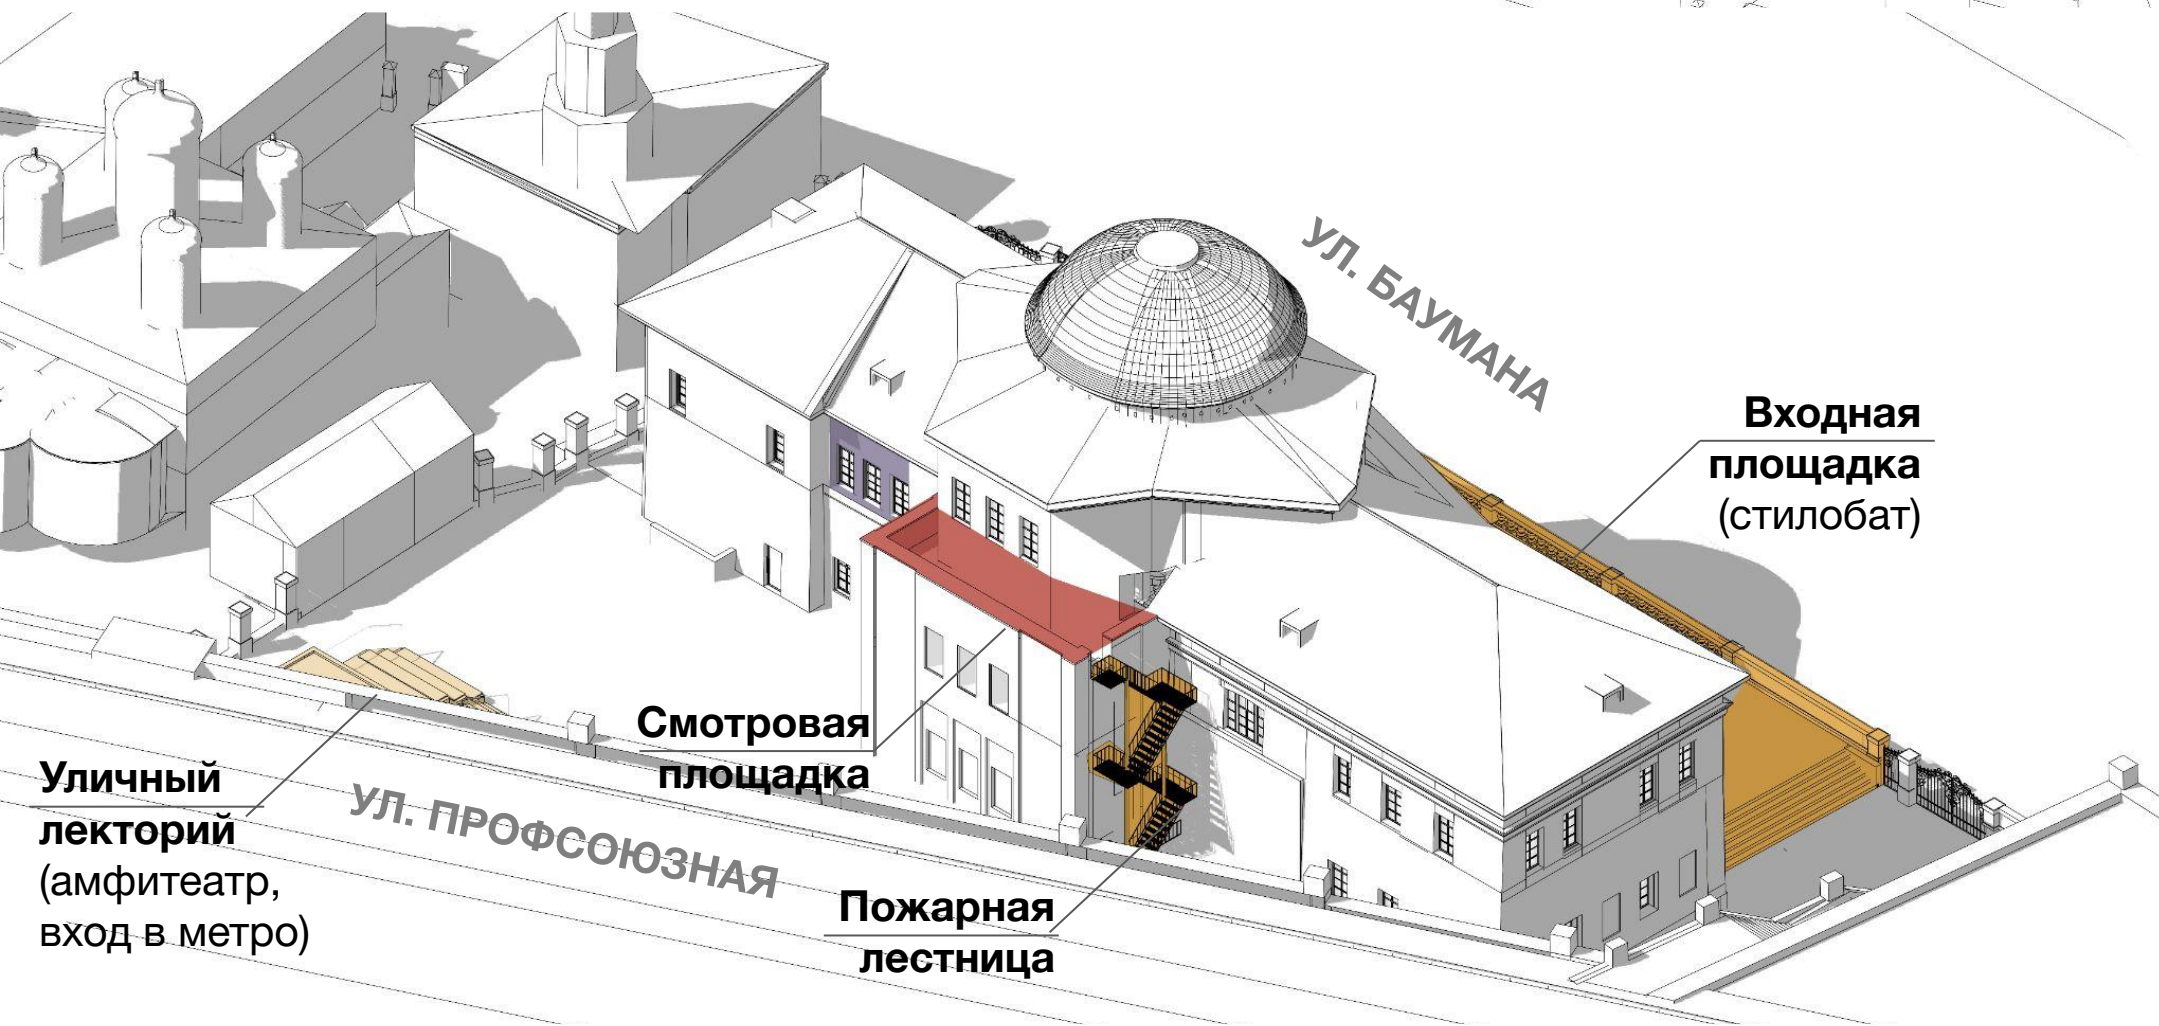 УЛ. БАУМАНА
Входная
площадка
(стилобат)
Смотровая
площадка
Уличный
лекторий
(амфитеатр,
вход в метро)
УЛ. ПРОФСОЮЗНАЯ
Пожарная
лестница